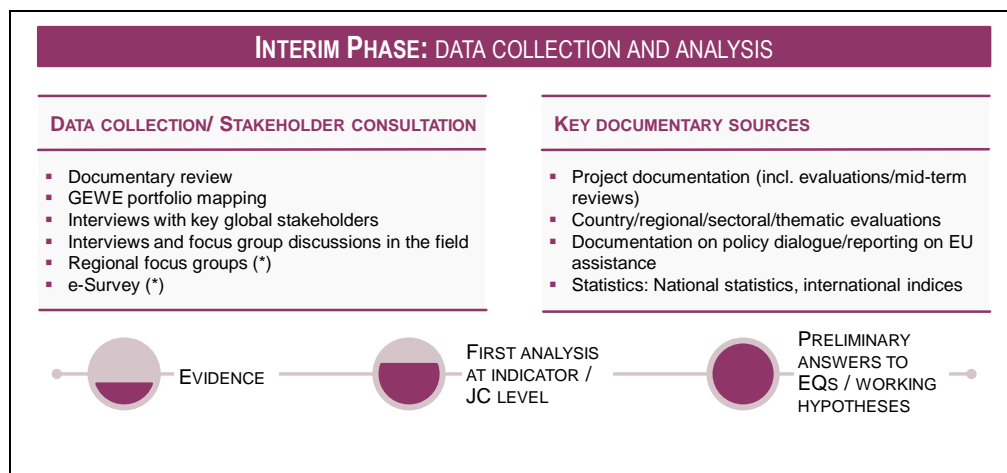 INTERIM PHASE: DATA COLLECTION AND ANALYSIS
DATA COLLECTION/ STAKEHOLDER CONSULTATION
▪ Documentary review
▪ GEWE portfolio mapping
▪ Interviews with key global stakeholders
▪ Interviews and focus group discussions in the field
▪ Regional focus groups (*)
▪ e-Survey (*)
KEY DOCUMENTARY SOURCES
▪ Project documentation (incl. evaluations/mid-term
reviews)
▪ Country/regional/sectoral/thematic evaluations
▪ Documentation on policy dialogue/reporting on EU
assistance
▪ Statistics: National statistics, international indices
EVIDENCE
FIRST ANALYSIS
AT INDICATOR /
JC LEVEL
PRELIMINARY
ANSWERS TO
EQS / WORKING
HYPOTHESES